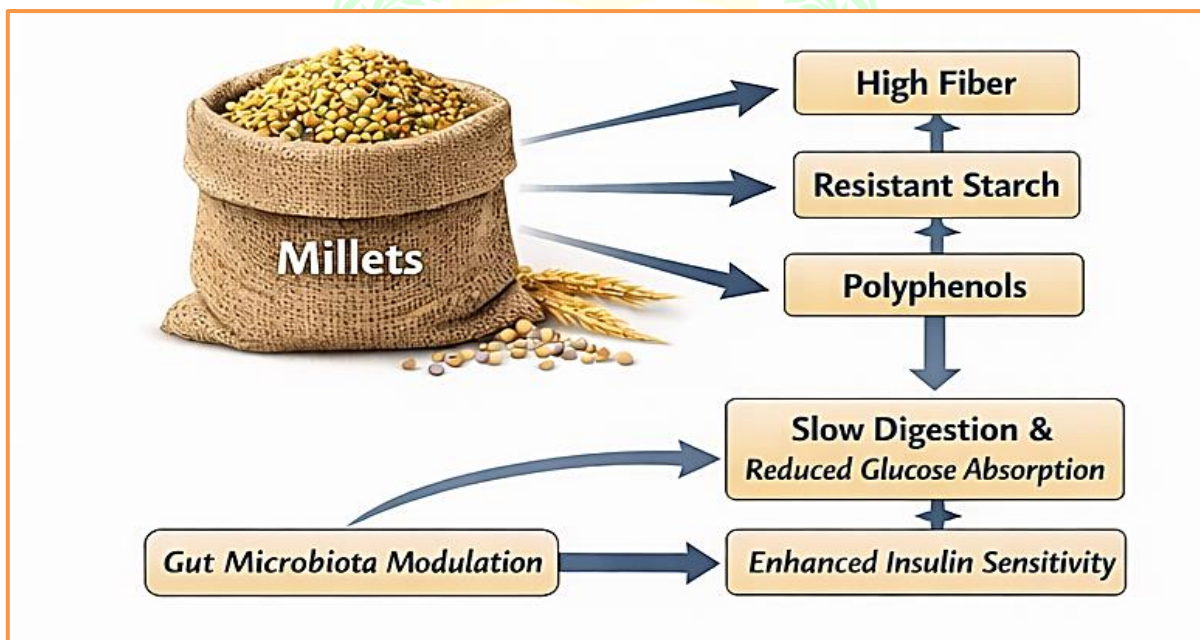 Millets
High Fiber
Resistant Starch
Polyphenols
Slow Digestion &
Reduced Glucose Absorption
Gut Microbiota Modulation
Enhanced Insulin Sensitivity